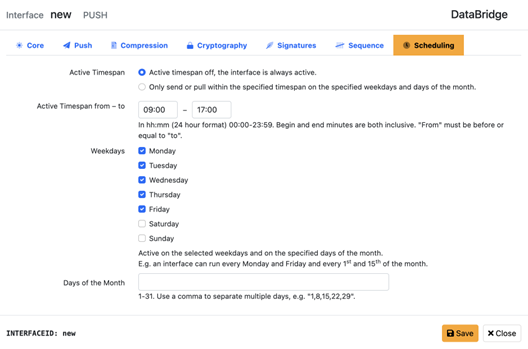 Interface new PUSH DataBridge
Core Push Compression Cryptography Signatures Sequence Scheduling
Active Timespan Active timespan off, the interface is always active.
Only send or pull within the specified timespan on the specified weekdays and days of the month.
Active Timespan from – to 09:00 – 17:00
In hh:mm (24 hour format) 00:00-23:59. Begin and end minutes are both inclusive. "From" must be before or
equal to "to".
Weekdays Monday
Tuesday
Wednesday
Thursday
Friday
Saturday
Sunday
Active on the selected weekdays and on the specified days of the month.
E.g. an interface can run every Monday and Friday and every 1st and 15th of the month.
Days of the Month
1-31. Use a comma to separate multiple days, e.g. "1,8,15,22,29".
INTERFACEID: new Save Close